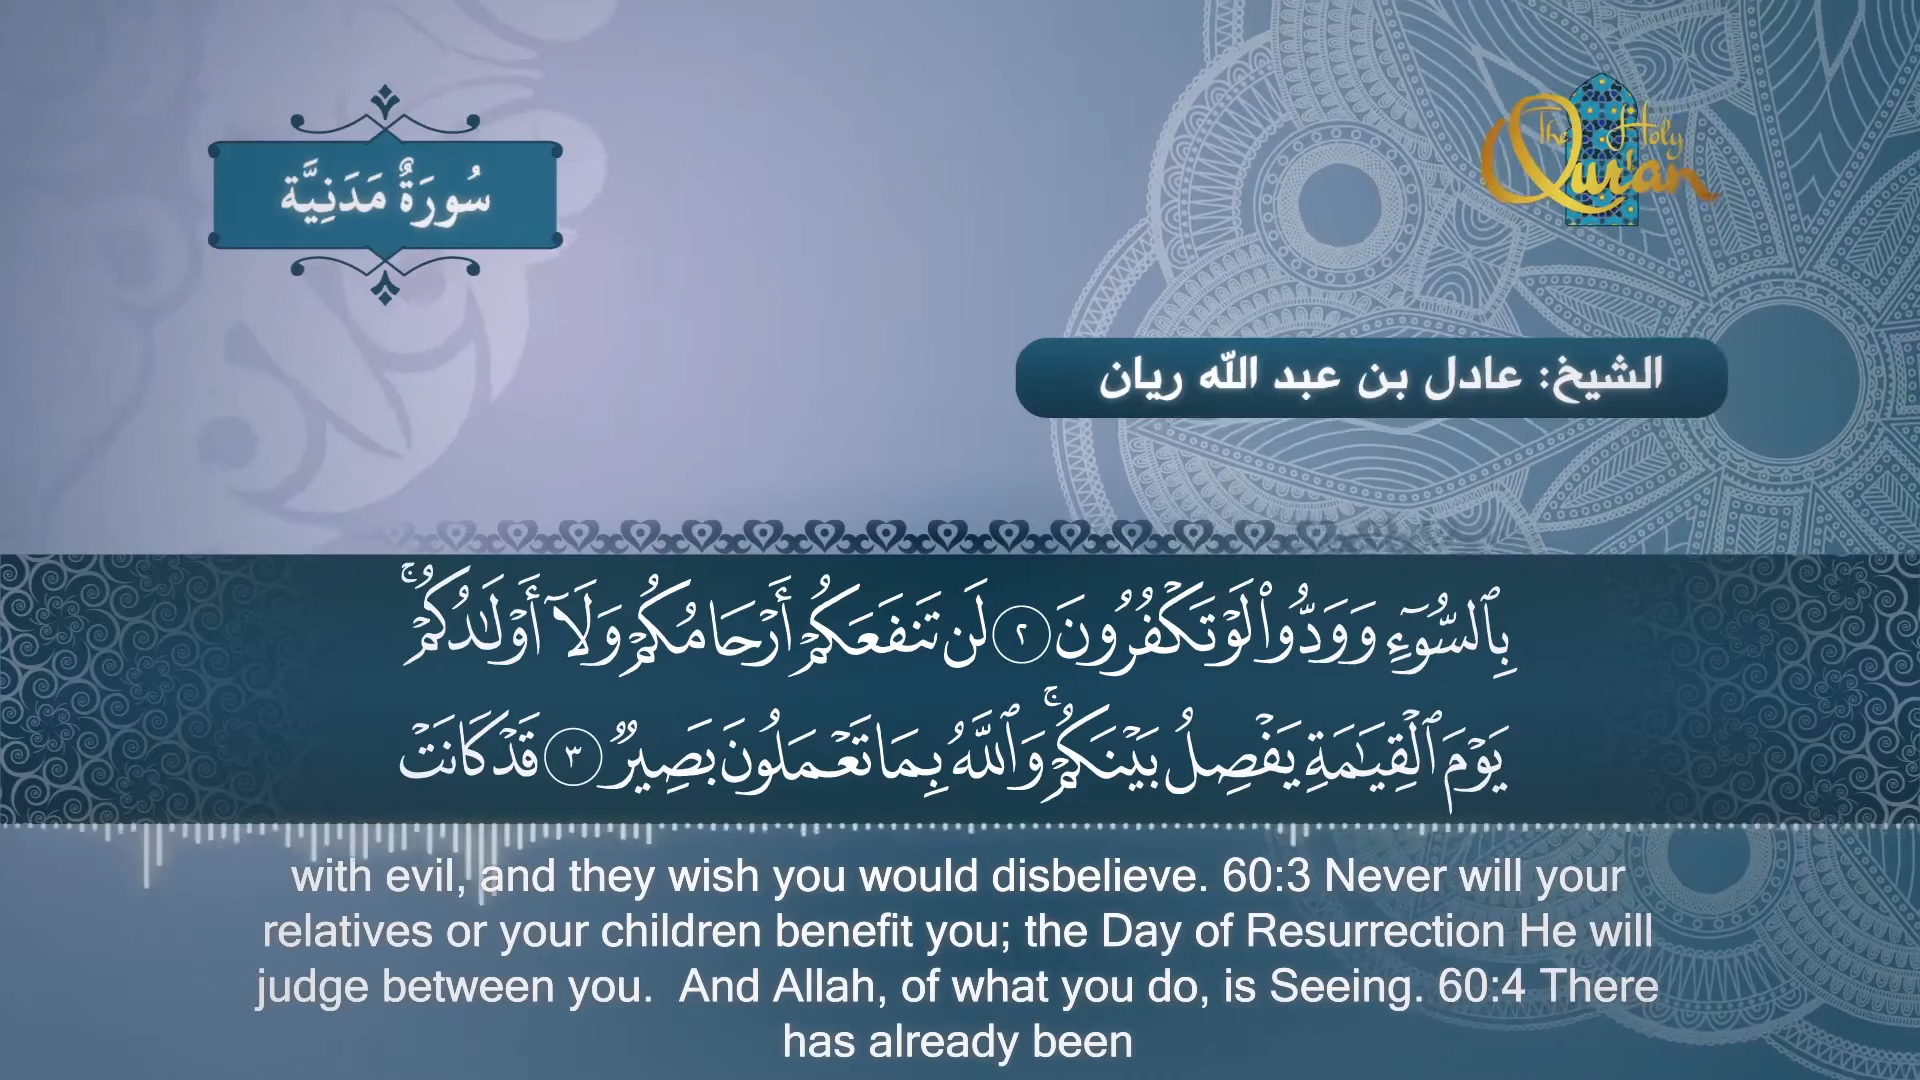 سُورَةٌ مَدَنِيَّة
The Holy
Qur'an
الشيخ: عادل بن عبد الله ريان
بِٱلسُّوٓءِ وَوَدُّوا۟ لَوْ تَكْفُرُونَ ٢ لَن تَنفَعَكُمْ أَرْحَامُكُمْ وَلَآ أَوْلَـٰدُكُمْ ۚ
يَوْمَ ٱلْقِيَـٰمَةِ يَفْصِلُ بَيْنَكُمْ ۚ وَٱللَّهُ بِمَا تَعْمَلُونَ بَصِيرٌ ٣ قَدْ كَانَتْ
with evil, and they wish you would disbelieve. 60:3 Never will your
relatives or your children benefit you; the Day of Resurrection He will
judge between you.  And Allah, of what you do, is Seeing. 60:4 There
has already been